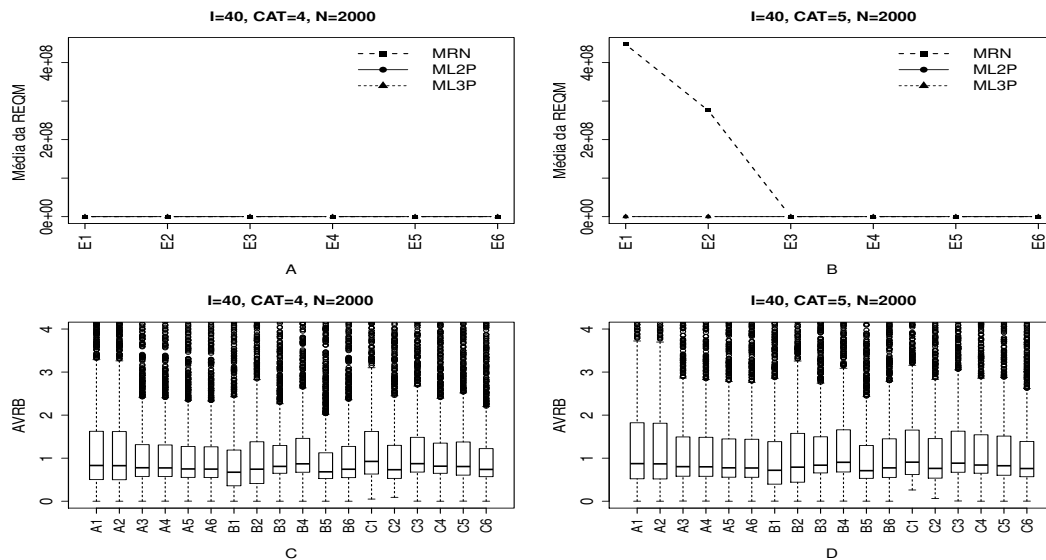 I=40, CAT=4, N=2000
MRN
ML2P
ML3P
Média da REQM
4e+08
2e+08
0e+00
E1 E2 E3 E4 E5 E6
A
I=40, CAT=5, N=2000
MRN
ML2P
ML3P
Média da REQM
4e+08
2e+08
0e+00
E1 E2 E3 E4 E5 E6
B
I=40, CAT=4, N=2000
AVRB
4
3
2
1
0
A1 A2 A3 A4 A5 A6 B1 B2 B3 B4 B5 B6 C1 C2 C3 C4 C5 C6
C
I=40, CAT=5, N=2000
AVRB
4
3
2
1
0
A1 A2 A3 A4 A5 A6 B1 B2 B3 B4 B5 B6 C1 C2 C3 C4 C5 C6
D